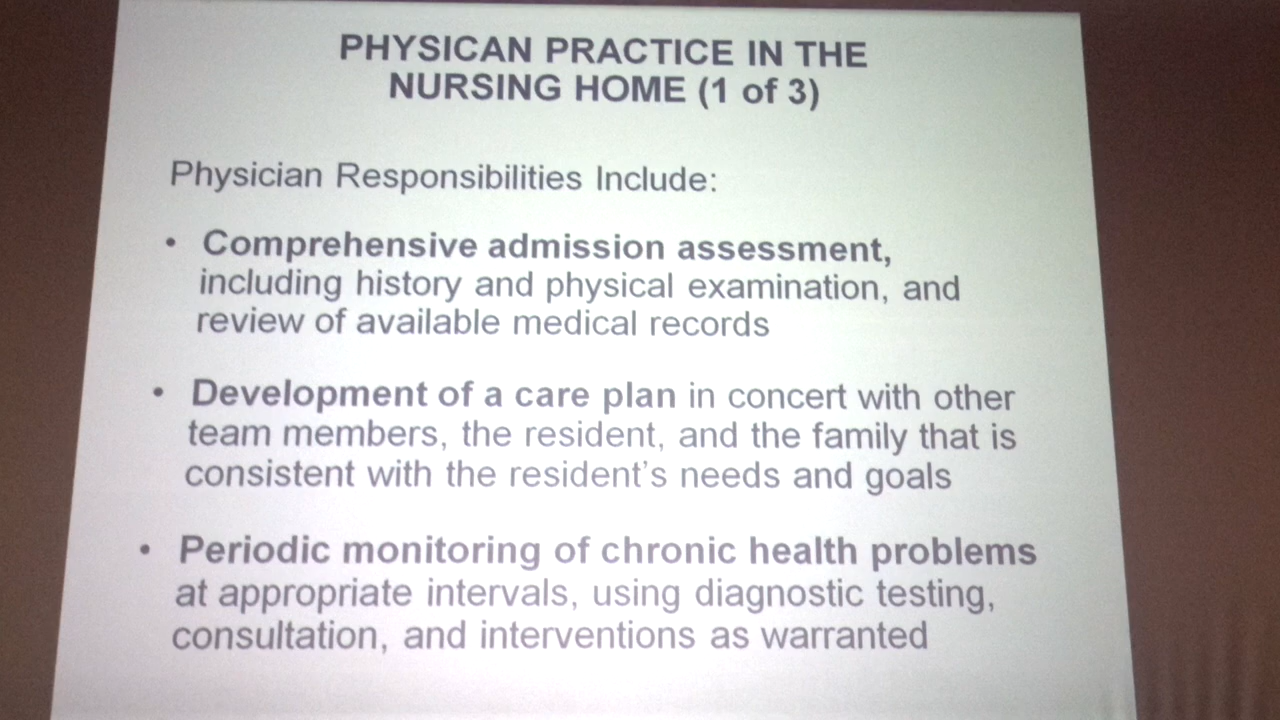 PHYSICAN PRACTICE IN THE
NURSING HOME (1 of 3)
Physician Responsibilities Include:
• Comprehensive admission assessment,
including history and physical examination, and
review of available medical records
• Development of a care plan in concert with other
team members, the resident, and the family that is
consistent with the resident's needs and goals
• Periodic monitoring of chronic health problems
at appropriate intervals, using diagnostic testing,
consultation, and interventions as warranted